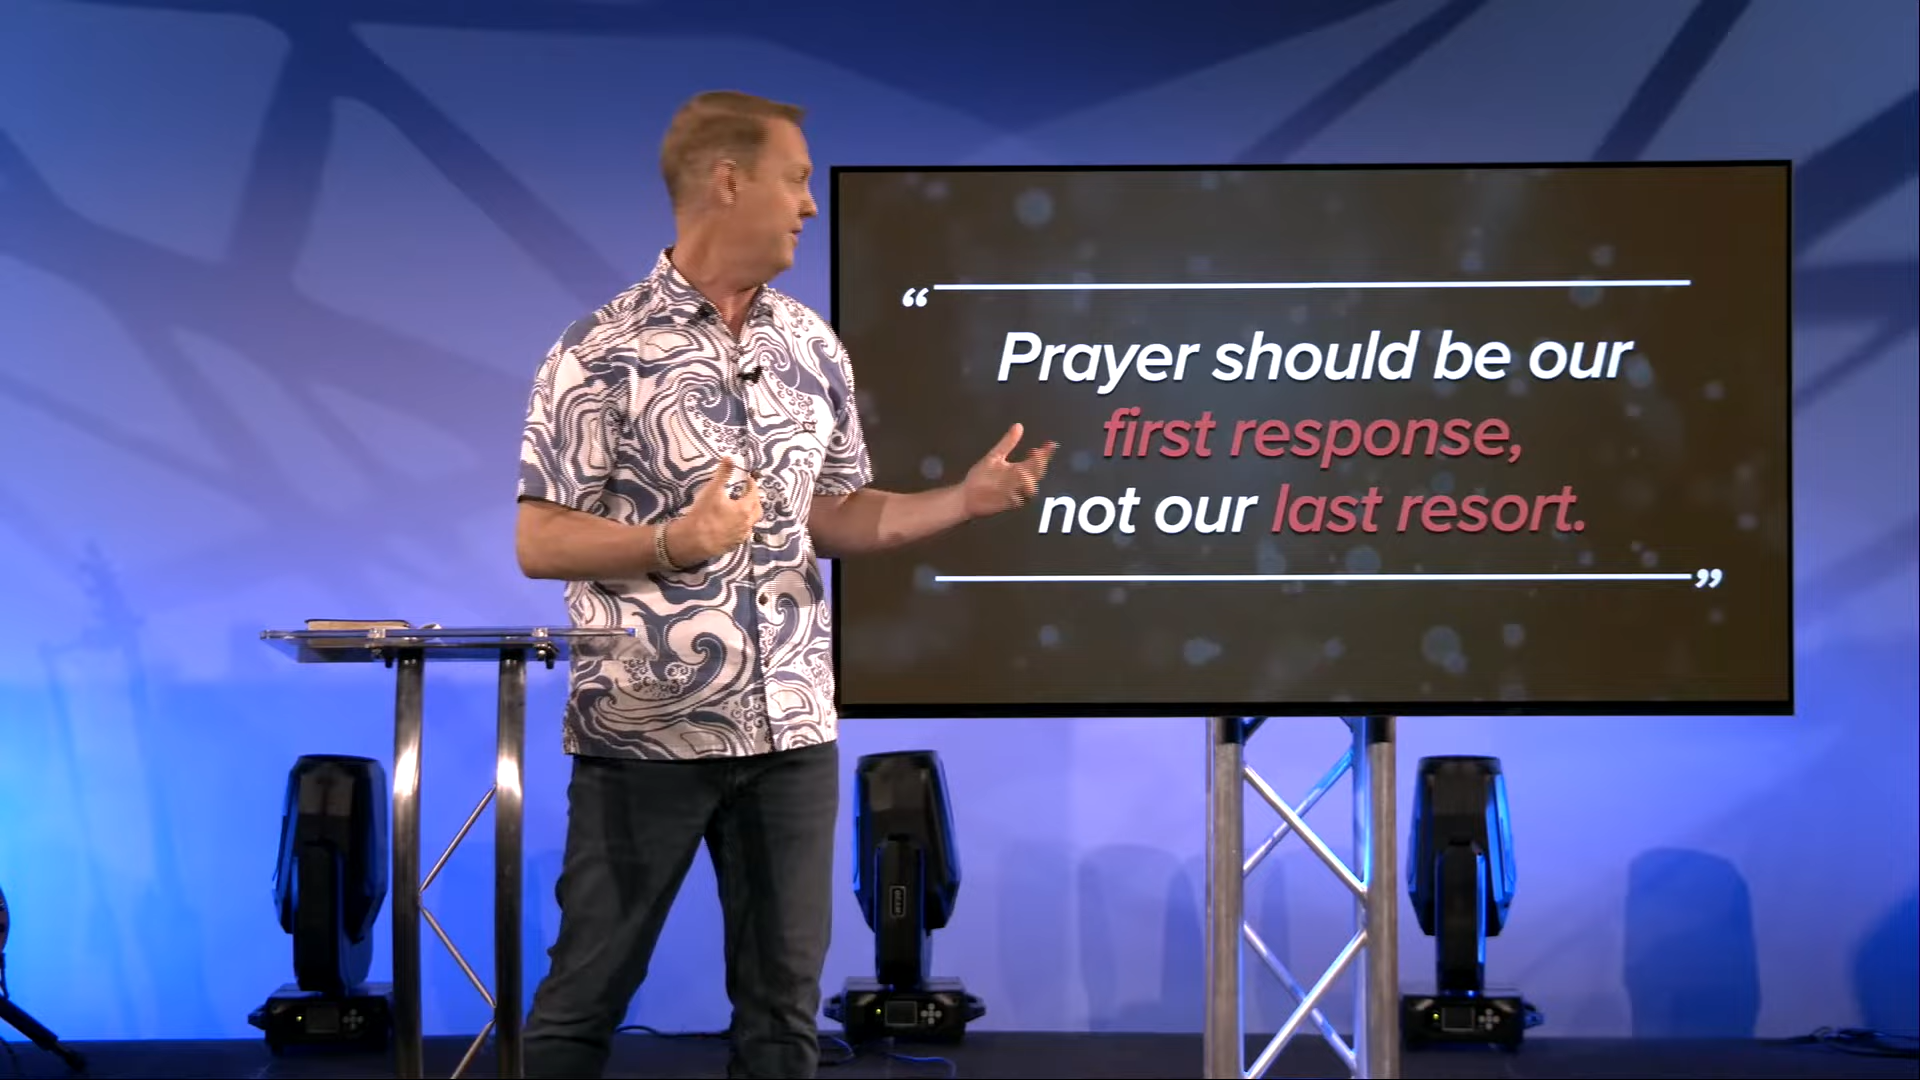 “
Prayer should be our
first response,
not our last resort.
”